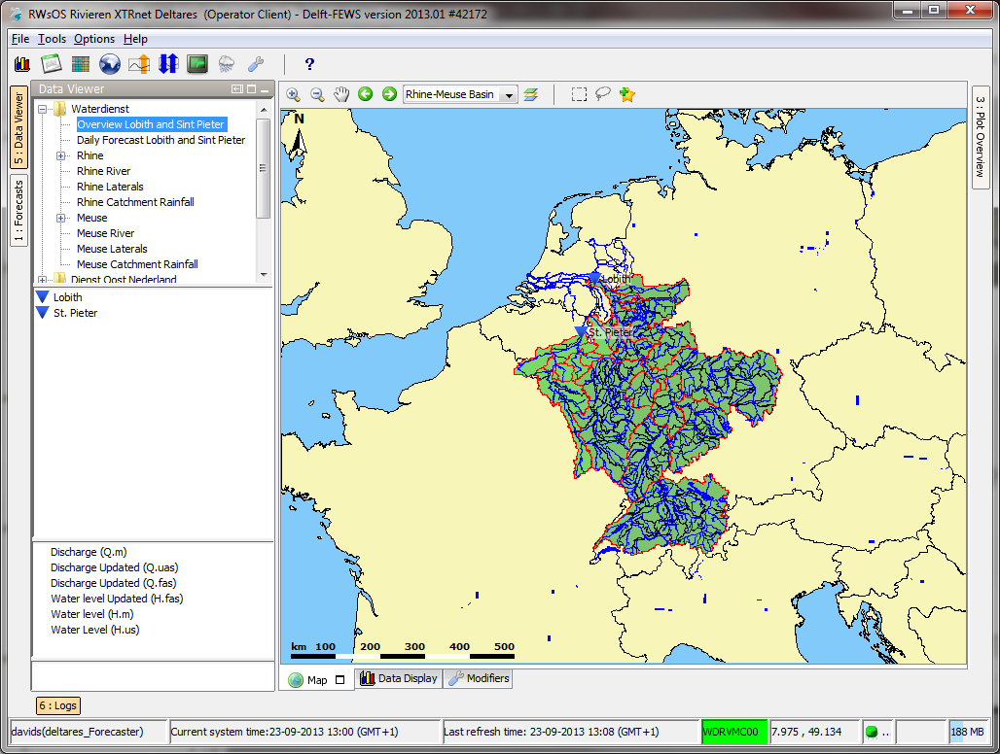 RWsOS Rivieren XTRnet Deltares (Operator Client) - Delft-FEWS version 2013.01 #42172
File Tools Options Help
?
Data Viewer
5 : Data Viewer
1 : Forecasts
Waterdienst
Overview Lobith and Sint Pieter
Daily Forecast Lobith and Sint Pieter
Rhine
Rhine River
Rhine Laterals
Rhine Catchment Rainfall
Meuse
Meuse River
Meuse Laterals
Meuse Catchment Rainfall
Dienst Oost Nederland
Lobith
St. Pieter
Discharge (Q.m)
Discharge Updated (Q.uas)
Discharge Updated (Q.fas)
Water level Updated (H.fas)
Water level (H.m)
Water Level (H.us)
Rhine-Meuse Basin
N
Lobith
St. Pieter
km 100 200 300 400 500
3 : Plot Overview
Map Data Display Modifiers
6 : Logs
davids(deltares_Forecaster) Current system time:23-09-2013 13:00 (GMT+1) Last refresh time: 23-09-2013 13:08 (GMT+1) WDRVMC00 7.975 , 49.134 .. 188 MB